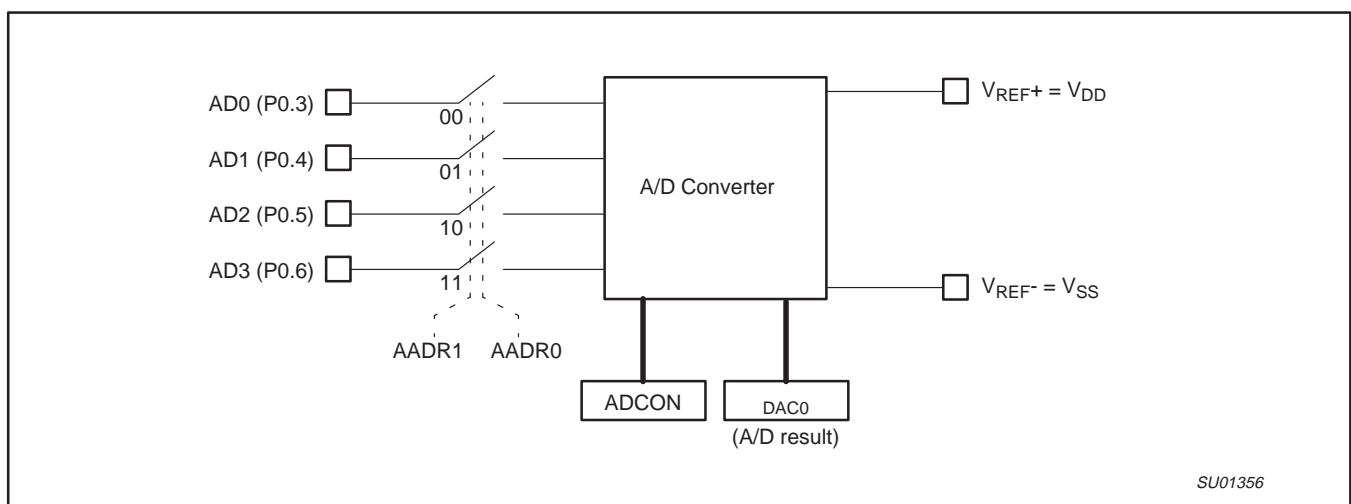 AD0 (P0.3)
00
AD1 (P0.4)
01
AD2 (P0.5)
10
AD3 (P0.6)
11
AADR1
AADR0
A/D Converter
VREF+ = VDD
VREF- = VSS
ADCON
DAC0
(A/D result)
SU01356